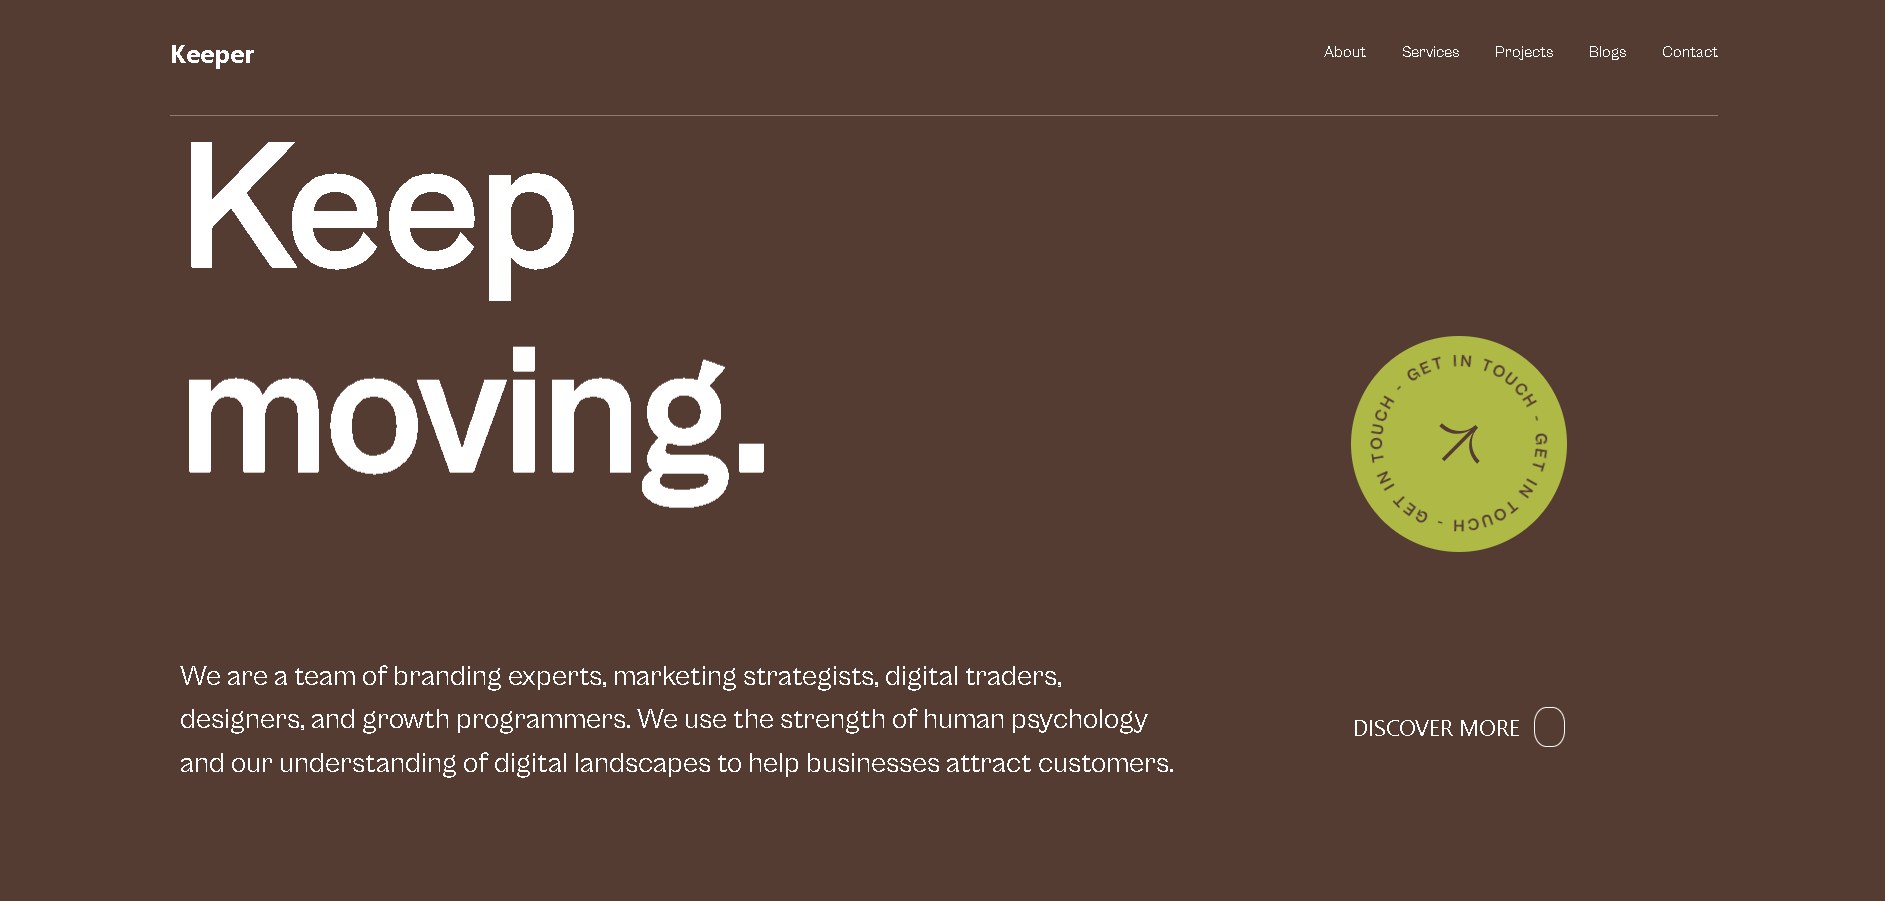 Keeper
About Services Projects Blogs Contact
Keep
moving.
GET IN TOUCH - GET IN TOUCH - GET IN TOUCH -
We are a team of branding experts, marketing strategists, digital traders,
designers, and growth programmers. We use the strength of human psychology
and our understanding of digital landscapes to help businesses attract customers.
DISCOVER MORE